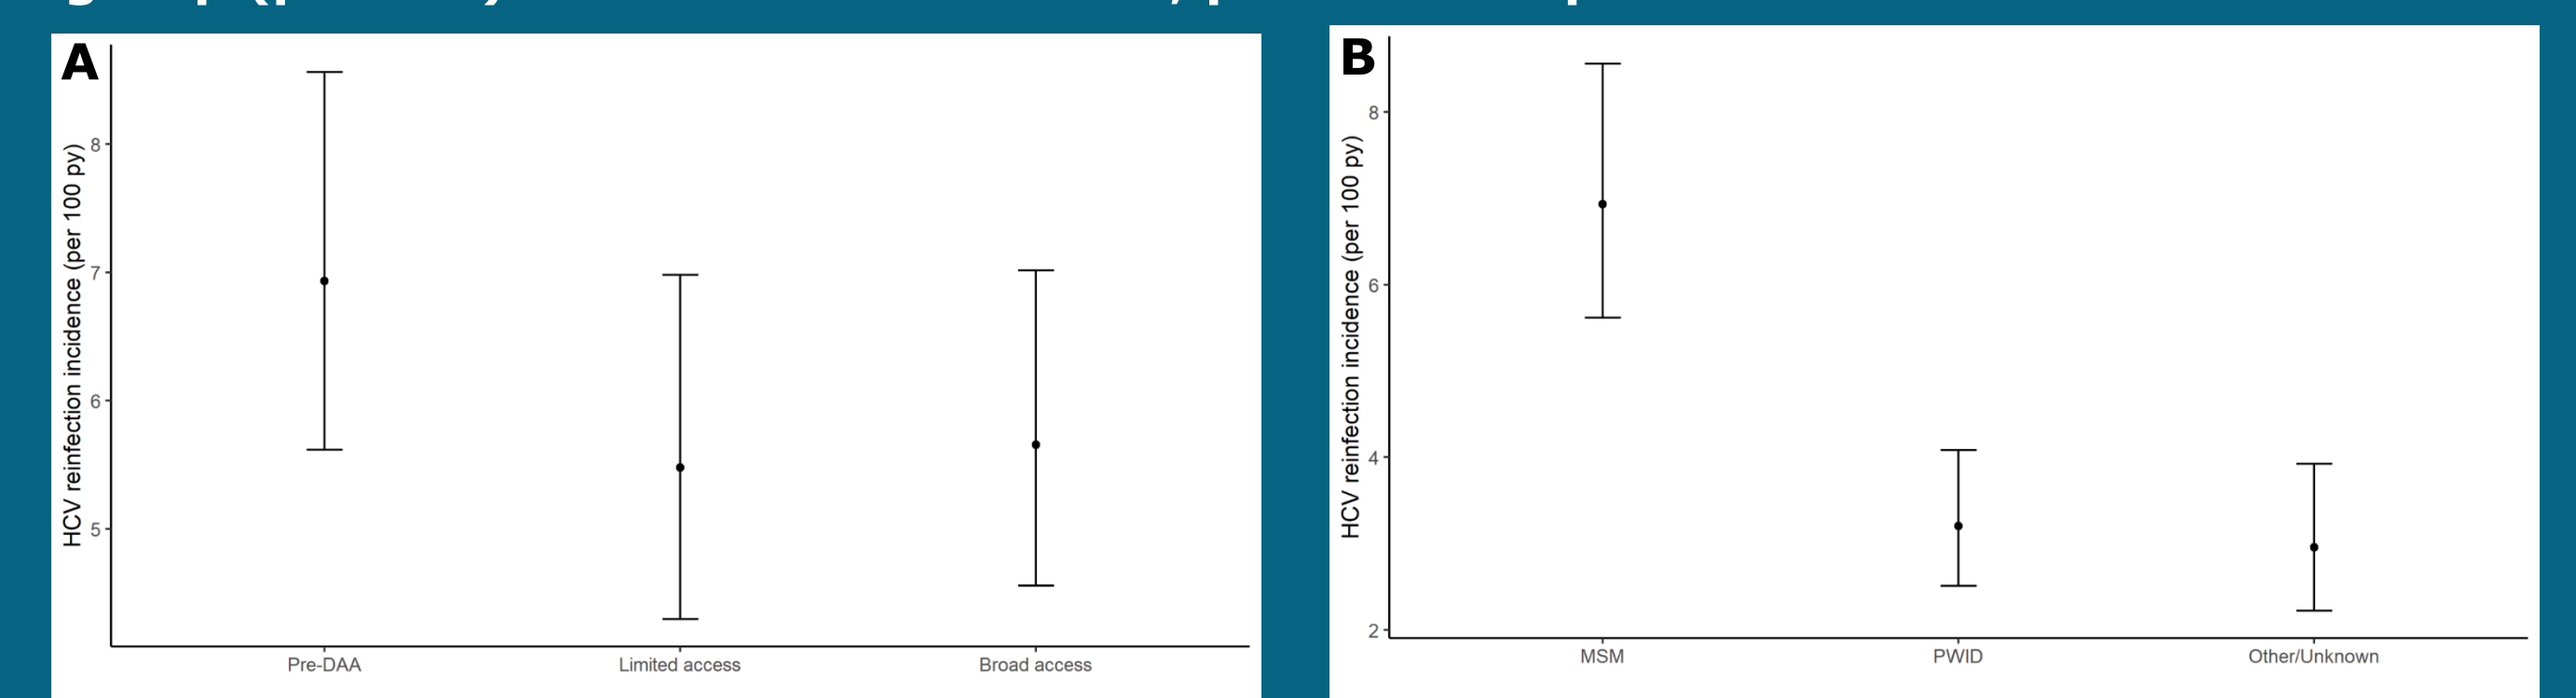 A
HCV reinfection incidence (per 100 py)
8
7
6
5
Pre-DAA
Limited access
Broad access
B
HCV reinfection incidence (per 100 py)
8
6
4
2
MSM
PWID
Other/Unknown